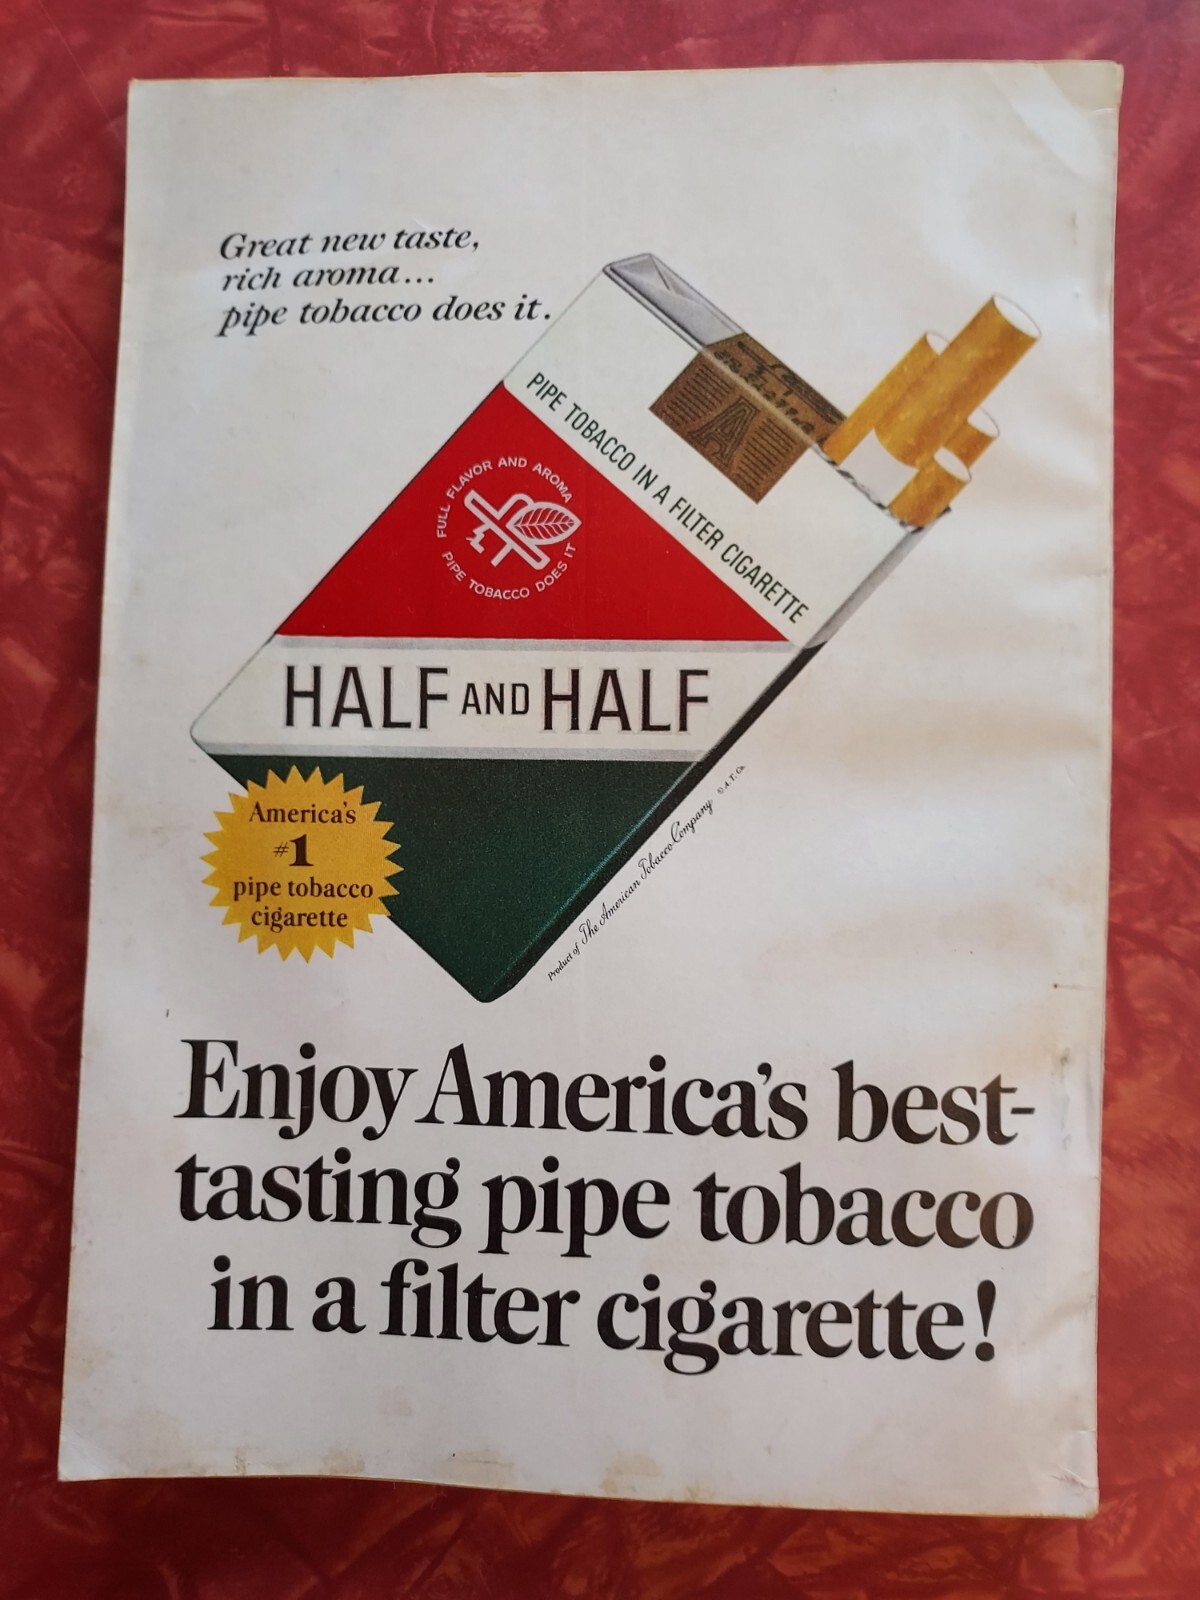 Great new taste,
rich aroma...
pipe tobacco does it.
A
PIPE TOBACCO IN A FILTER CIGARETTE
FULL FLAVOR AND AROMA
PIPE TOBACCO DOES IT
HALF AND HALF
America's
#1
pipe tobacco
cigarette
Product of The American Tobacco Company © A.T. Co.
Enjoy America's best-
tasting pipe tobacco
in a filter cigarette!